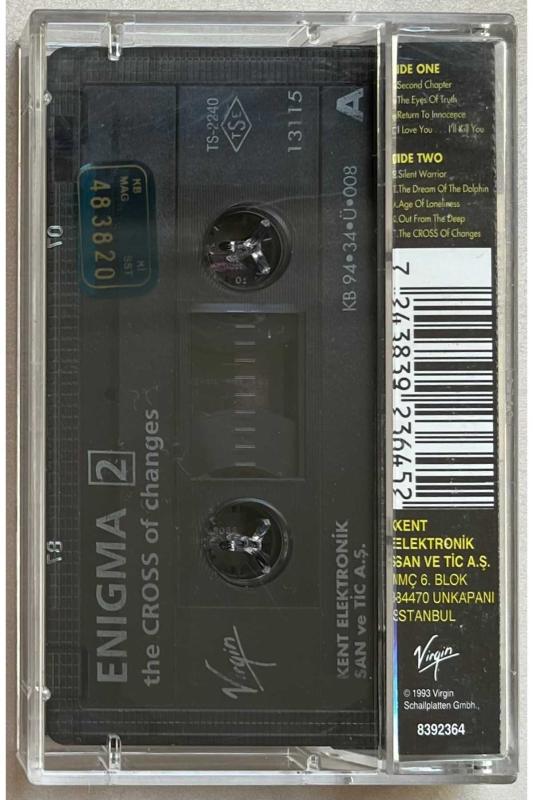 ENIGMA 2
the CROSS of changes
Virgin
KENT ELEKTRONİK
SAN ve TİC A.Ş.
KB 94•34•Ü•008
TS-2240
TSE
13115
A
KB
MAG.
483820
IDE ONE
Second Chapter
The Eyes Of Truth
Return To Innocence
I Love You I'll Kill You
IDE TWO
Silent Warrior
The Dream Of The Dolphin
Age Of Loneliness
Out From The Deep
The CROSS Of Changes
7 243839 236452
KENT
ELEKTRONİK
SAN VE TİC A.Ş.
MÇ 6. BLOK
34470 UNKAPANI
STANBUL
Virgin
© 1993 Virgin
Schallplatten Gmbh.,
8392364